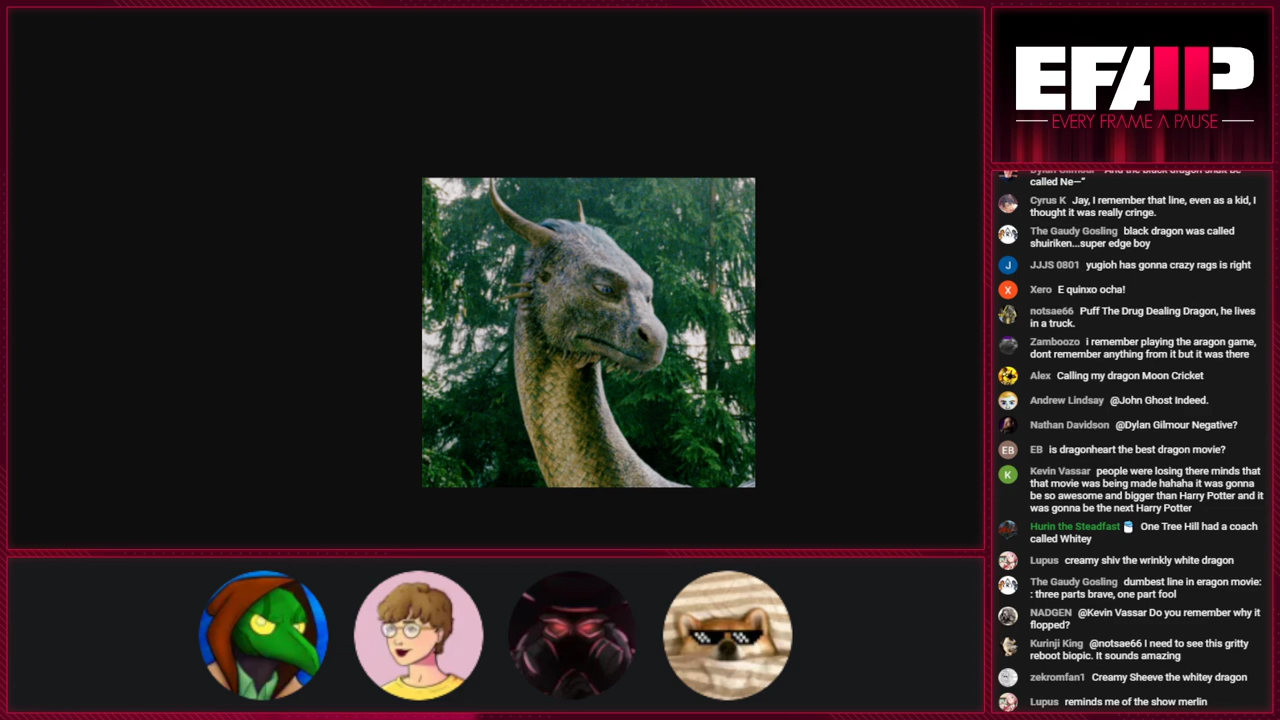 EFAP
EVERY FRAME A PAUSE
called Ne—"
Cyrus K Jay, I remember that line, even as a kid, I
thought it was really cringe.
The Gaudy Gosling black dragon was called
shuiriken...super edge boy
J JJJS 0801 yugioh has gonna crazy rags is right
X Xero E quinxo ocha!
notsae66 Puff The Drug Dealing Dragon, he lives
in a truck.
Zamboozo i remember playing the aragon game,
dont remember anything from it but it was there
Alex Calling my dragon Moon Cricket
Andrew Lindsay @John Ghost Indeed.
Nathan Davidson @Dylan Gilmour Negative?
EB EB is dragonheart the best dragon movie?
K Kevin Vassar people were losing there minds that
that movie was being made hahaha it was gonna
be so awesome and bigger than Harry Potter and it
was gonna be the next Harry Potter
Hurin the Steadfast One Tree Hill had a coach
called Whitey
Lupus creamy shiv the wrinkly white dragon
The Gaudy Gosling dumbest line in eragon movie:
: three parts brave, one part fool
NADGEN @Kevin Vassar Do you remember why it
flopped?
Kurinji King @notsae66 I need to see this gritty
reboot biopic. It sounds amazing
zekromfan1 Creamy Sheeve the whitey dragon
Lupus reminds me of the show merlin